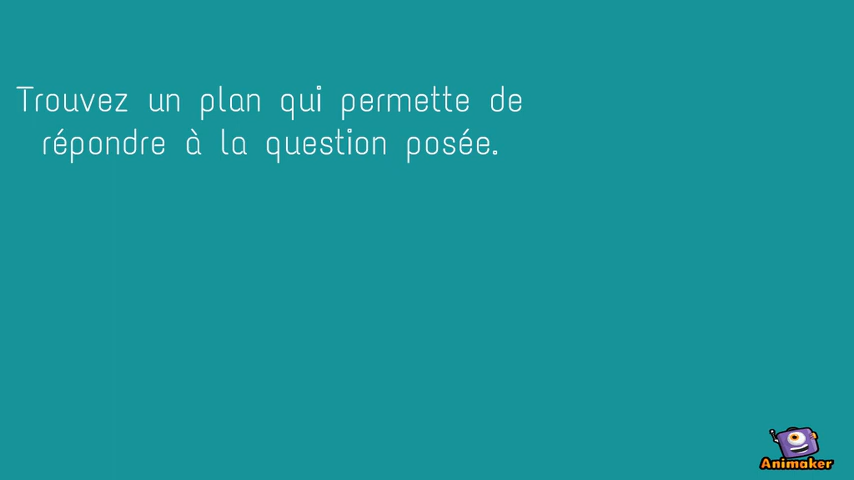 Trouvez un plan qui permette de
répondre à la question posée.
Animaker